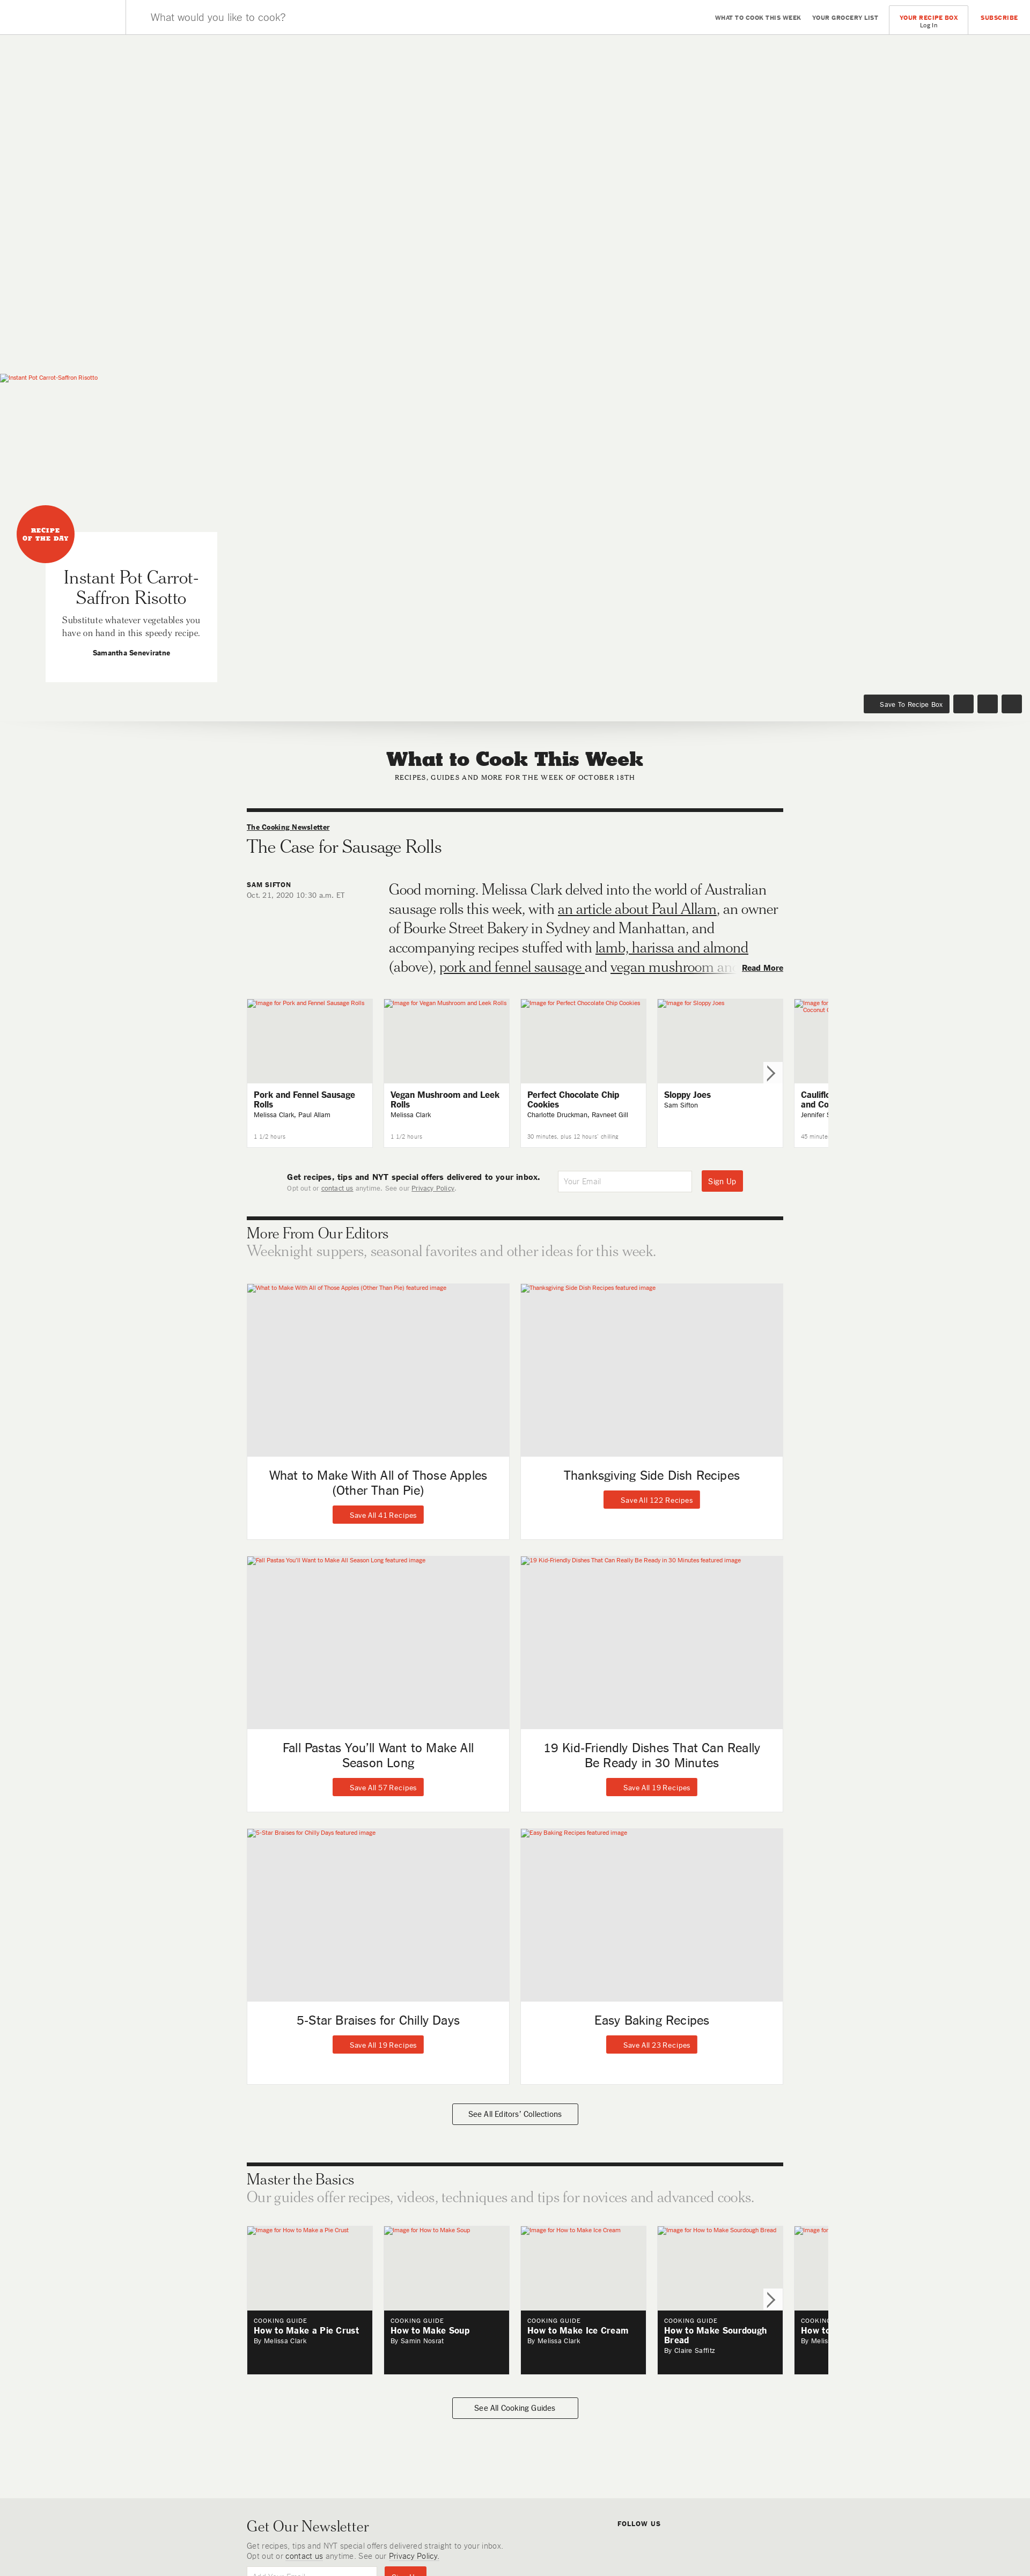 What would you like to cook?
WHAT TO COOK THIS WEEK
YOUR GROCERY LIST
YOUR RECIPE BOX
Log In
SUBSCRIBE
Instant Pot Carrot-Saffron Risotto
RECIPE
OF THE DAY
Instant Pot Carrot-
Saffron Risotto
Substitute whatever vegetables you
have on hand in this speedy recipe.
Samantha Seneviratne
Save To Recipe Box
What to Cook This Week
RECIPES, GUIDES AND MORE FOR THE WEEK OF OCTOBER 18TH
The Cooking Newsletter
The Case for Sausage Rolls
SAM SIFTON
Oct. 21, 2020 10:30 a.m. ET
Good morning. Melissa Clark delved into the world of Australian
sausage rolls this week, with an article about Paul Allam, an owner
of Bourke Street Bakery in Sydney and Manhattan, and
accompanying recipes stuffed with lamb, harissa and almond
(above), pork and fennel sausage and vegan mushroom and
Read More
Image for Pork and Fennel Sausage Rolls
Pork and Fennel Sausage
Rolls
Melissa Clark, Paul Allam
1 1/2 hours
Image for Vegan Mushroom and Leek Rolls
Vegan Mushroom and Leek
Rolls
Melissa Clark
1 1/2 hours
Image for Perfect Chocolate Chip Cookies
Perfect Chocolate Chip
Cookies
Charlotte Druckman, Ravneet Gill
30 minutes, plus 12 hours' chilling
Image for Sloppy Joes
Sloppy Joes
Sam Sifton
Image for
Coconut
and
Jennifer
45
Get recipes, tips and NYT special offers delivered to your inbox.
Opt out or contact us anytime. See our Privacy Policy.
Your Email
Sign Up
More From Our Editors
Weeknight suppers, seasonal favorites and other ideas for this week.
What to Make With All of Those Apples (Other Than Pie) featured image
What to Make With All of Those Apples
(Other Than Pie)
Save All 41 Recipes
Thanksgiving Side Dish Recipes featured image
Thanksgiving Side Dish Recipes
Save All 122 Recipes
Fall Pastas You'll Want to Make All Season Long featured image
Fall Pastas You’ll Want to Make All
Season Long
Save All 57 Recipes
19 Kid-Friendly Dishes That Can Really Be Ready in 30 Minutes featured image
19 Kid-Friendly Dishes That Can Really
Be Ready in 30 Minutes
Save All 19 Recipes
5-Star Braises for Chilly Days featured image
5-Star Braises for Chilly Days
Save All 19 Recipes
Easy Baking Recipes featured image
Easy Baking Recipes
Save All 23 Recipes
See All Editors’ Collections
Master the Basics
Our guides offer recipes, videos, techniques and tips for novices and advanced cooks.
Image for How to Make a Pie Crust
COOKING GUIDE
How to Make a Pie Crust
By Melissa Clark
Image for How to Make Soup
COOKING GUIDE
How to Make Soup
By Samin Nosrat
Image for How to Make Ice Cream
COOKING GUIDE
How to Make Ice Cream
By Melissa Clark
Image for How to Make Sourdough Bread
COOKING GUIDE
How to Make Sourdough
Bread
By Claire Saffitz
Image for
How to
By
See All Cooking Guides
Get Our Newsletter
Get recipes, tips and NYT special offers delivered straight to your inbox.
Opt out or contact us anytime. See our Privacy Policy.
FOLLOW US